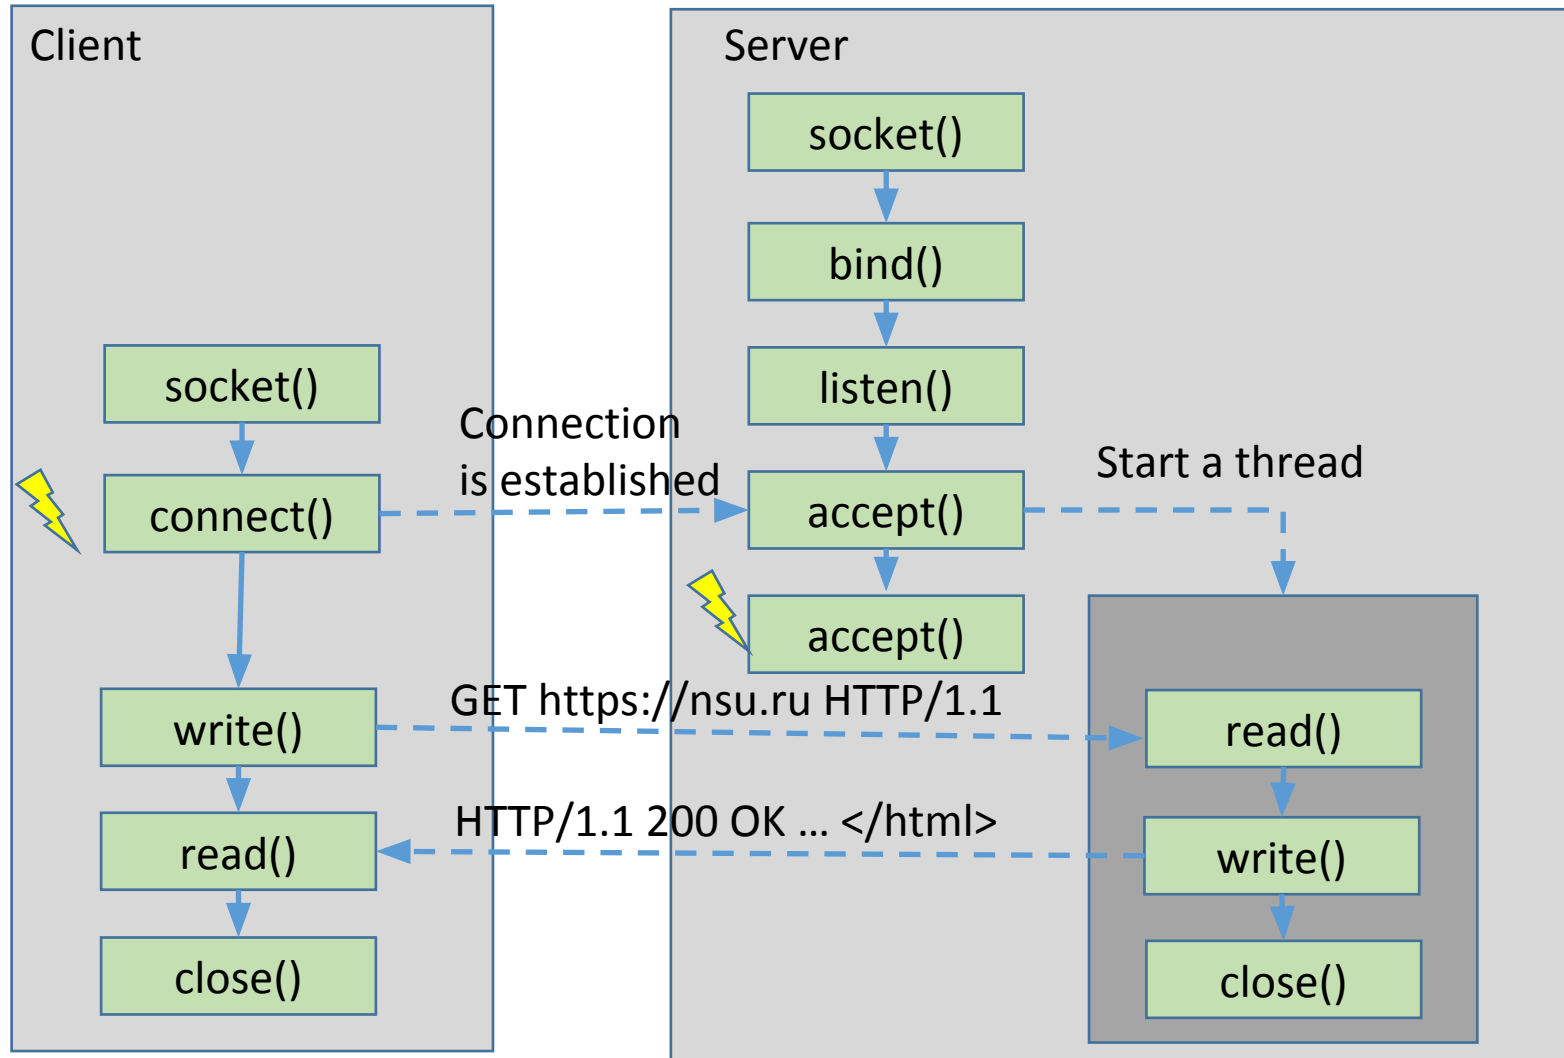 Client
socket()
connect()
write()
read()
close()
Connection
is established
GET https://nsu.ru HTTP/1.1
HTTP/1.1 200 OK ... </html>
Server
socket()
bind()
listen()
accept()
accept()
Start a thread
read()
write()
close()